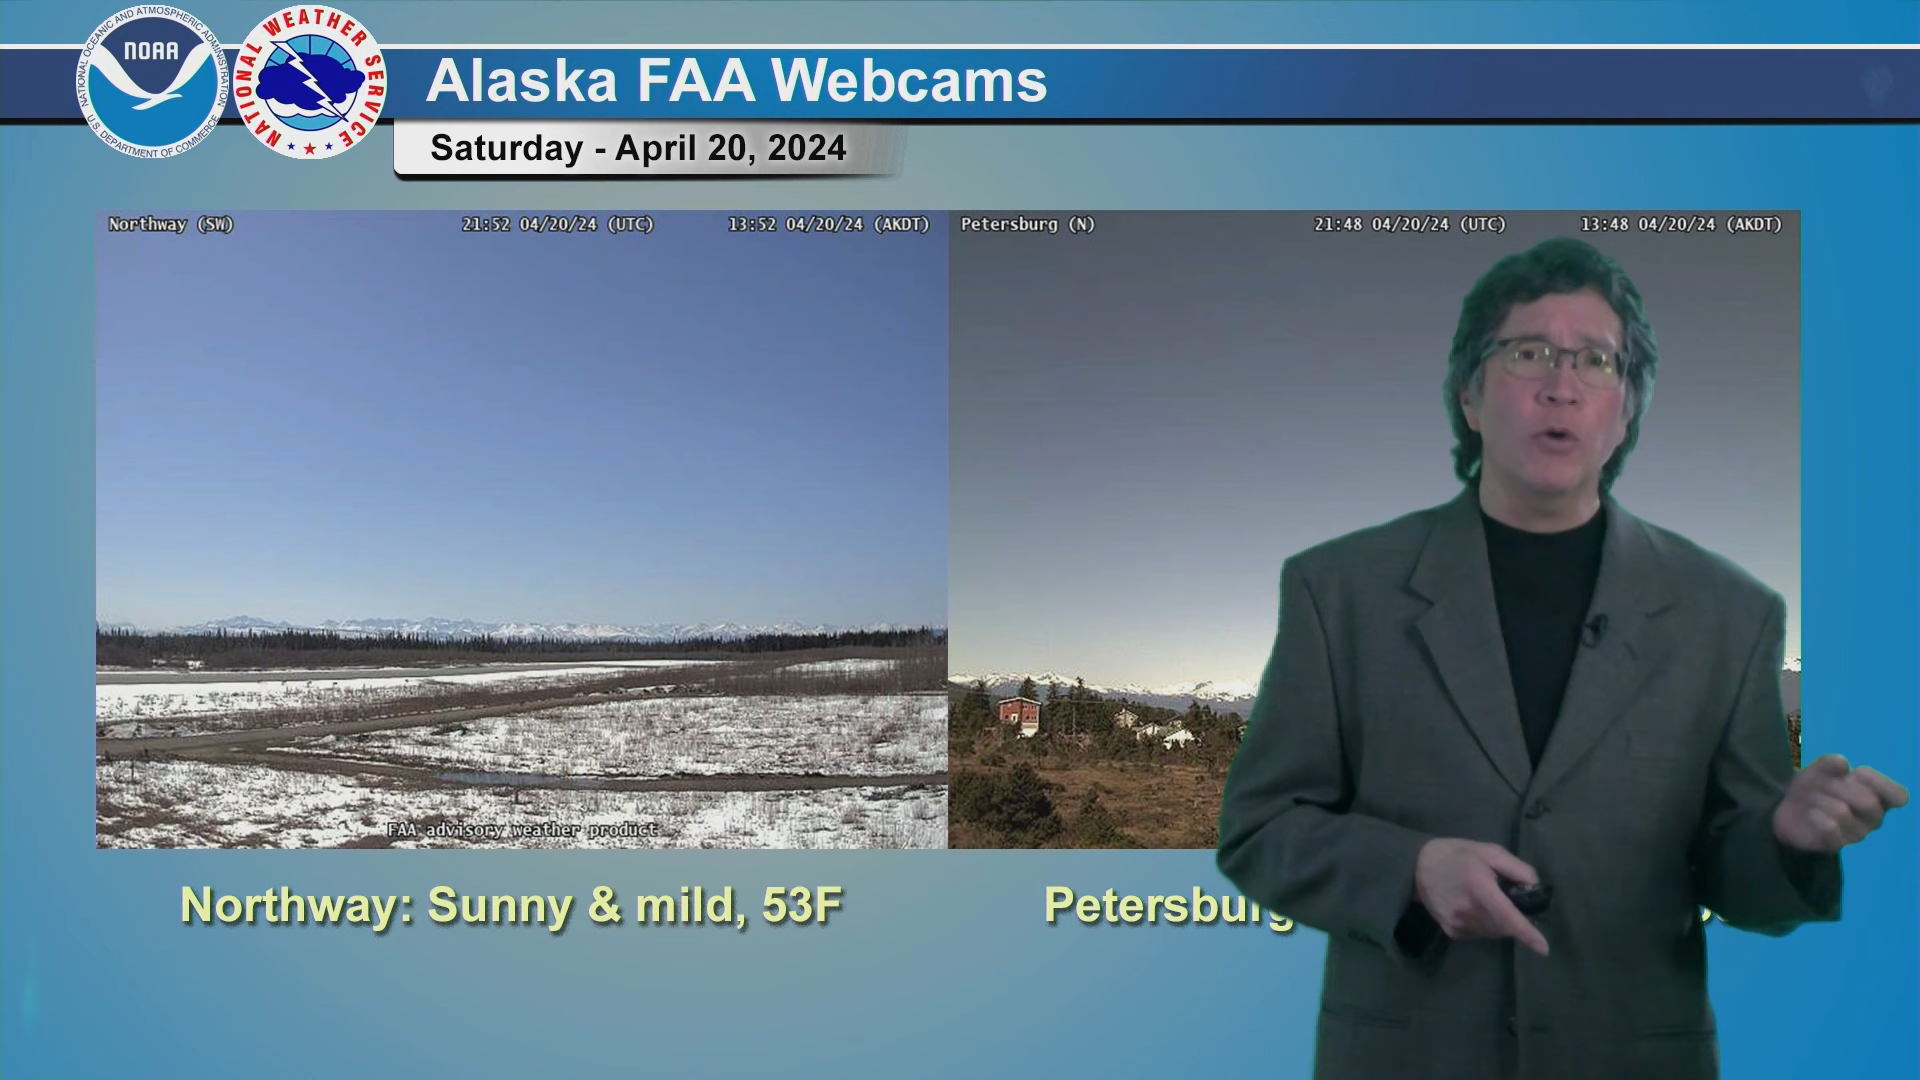 NATIONAL OCEANIC AND ATMOSPHERIC ADMINISTRATION
NOAA
U.S. DEPARTMENT OF COMMERCE
NATIONAL WEATHER SERVICE
Alaska FAA Webcams
Saturday - April 20, 2024
Northway (SW) 21:52 04/20/24 (UTC) 13:52 04/20/24 (AKDT)
Petersburg (N) 21:48 04/20/24 (UTC) 13:48 04/20/24 (AKDT)
FAA advisory weather product
Northway: Sunny & mild, 53F
Petersburg